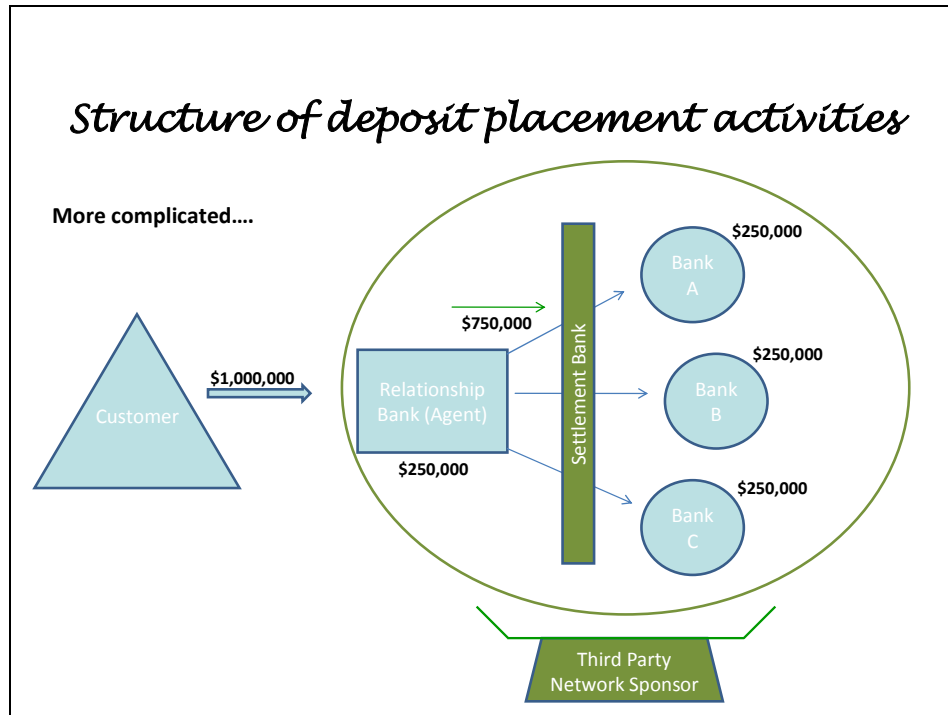 Structure of deposit placement activities
More complicated....
$1,000,000
Customer
$750,000
Relationship
Bank (Agent)
$250,000
Settlement Bank
$250,000
Bank
A
$250,000
Bank
B
$250,000
Bank
C
Third Party
Network Sponsor